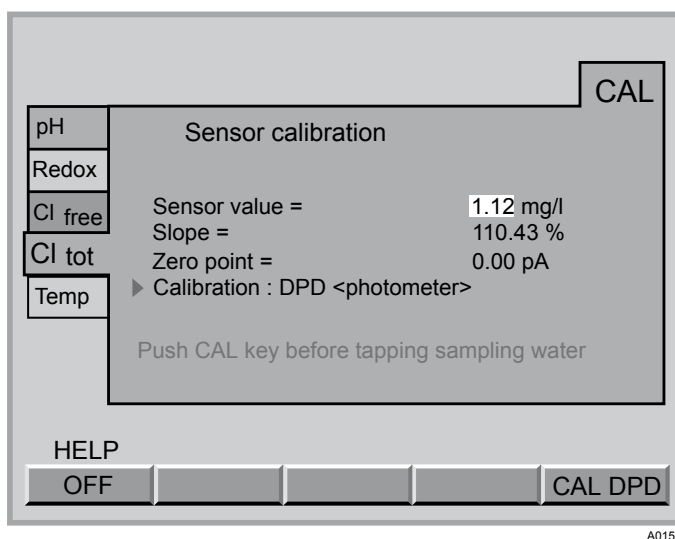 CAL
pH
Sensor calibration
Redox
Cl free
Sensor value = 1.12 mg/l
Slope = 110.43 %
Cl tot
Zero point = 0.00 pA
Temp
Calibration : DPD <photometer>
Push CAL key before tapping sampling water
HELP
OFF
CAL DPD
A015